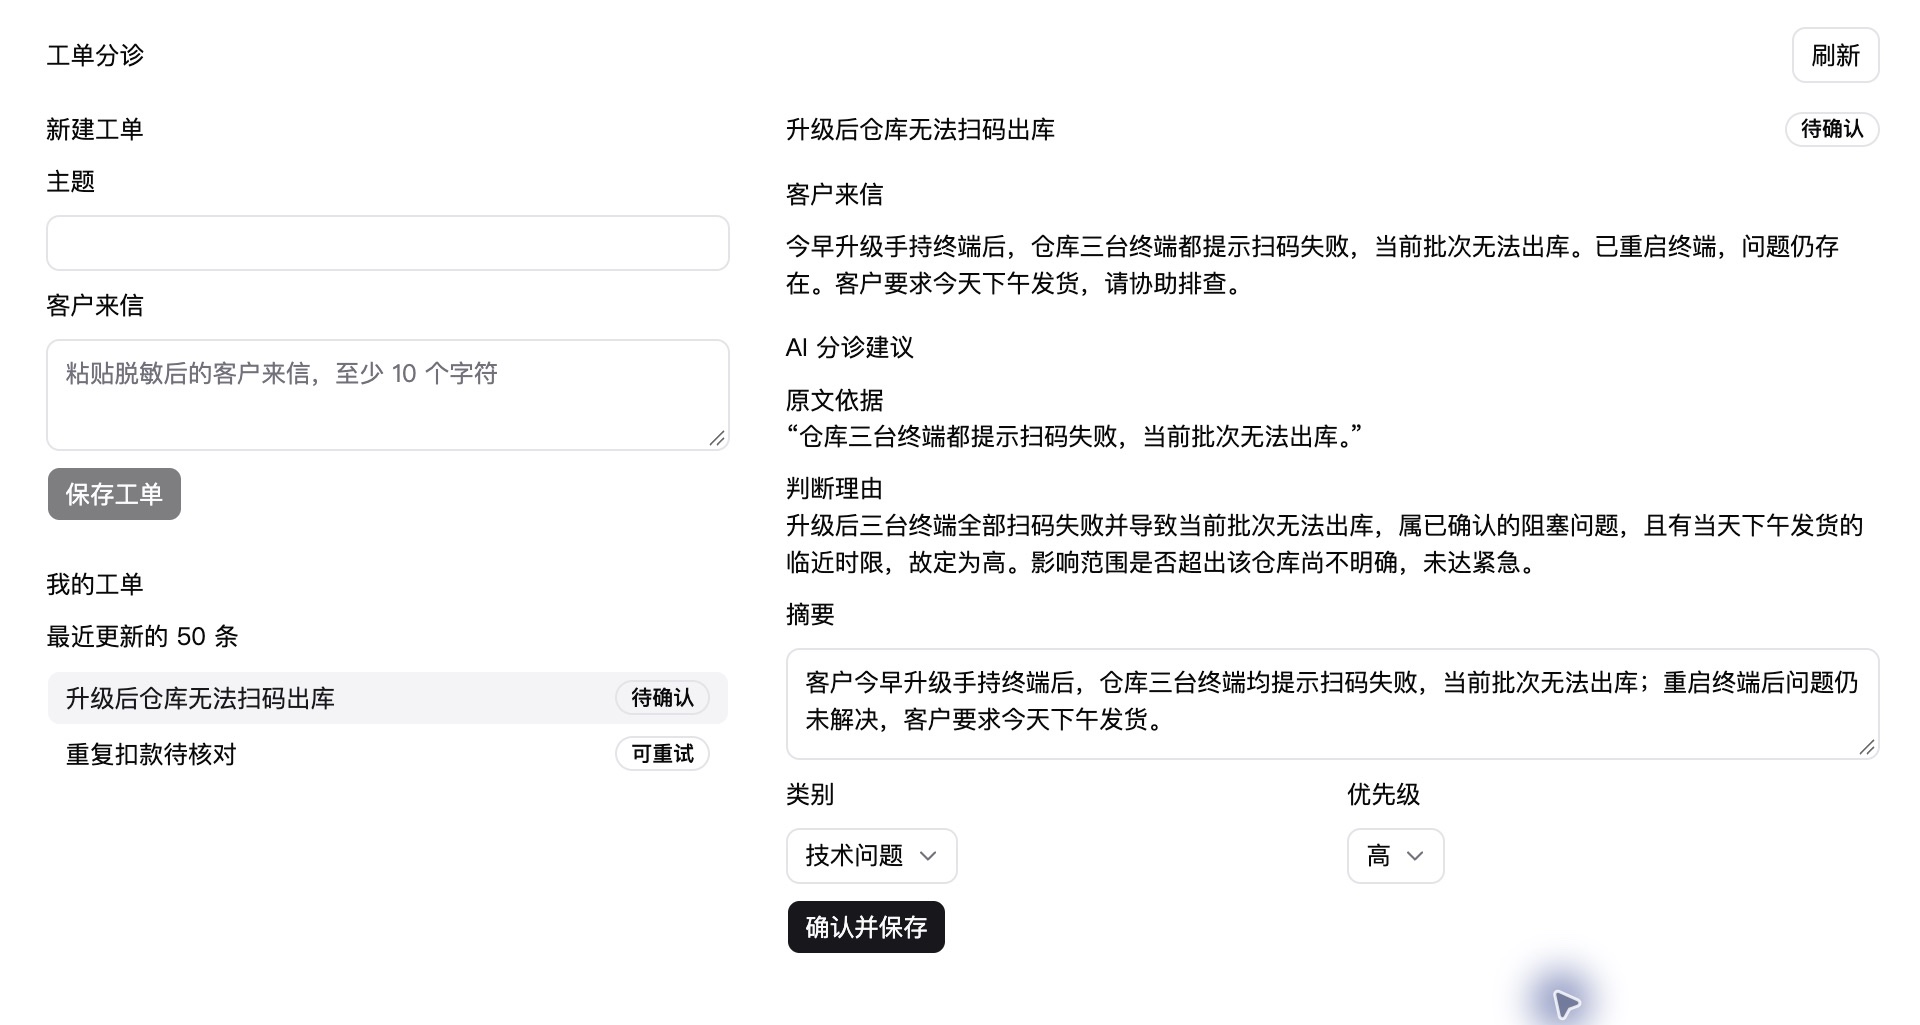 工单分诊
刷新
新建工单
主题
客户来信
粘贴脱敏后的客户来信，至少 10 个字符
保存工单
我的工单
最近更新的 50 条
升级后仓库无法扫码出库
待确认
重复扣款待核对
可重试
升级后仓库无法扫码出库
待确认
客户来信
今早升级手持终端后，仓库三台终端都提示扫码失败，当前批次无法出库。已重启终端，问题仍存
在。客户要求今天下午发货，请协助排查。
AI 分诊建议
原文依据
“仓库三台终端都提示扫码失败，当前批次无法出库。”
判断理由
升级后三台终端全部扫码失败并导致当前批次无法出库，属已确认的阻塞问题，且有当天下午发货的
临近时限，故定为高。影响范围是否超出该仓库尚不明确，未达紧急。
摘要
客户今早升级手持终端后，仓库三台终端均提示扫码失败，当前批次无法出库；重启终端后问题仍
未解决，客户要求今天下午发货。
类别
优先级
技术问题
高
确认并保存